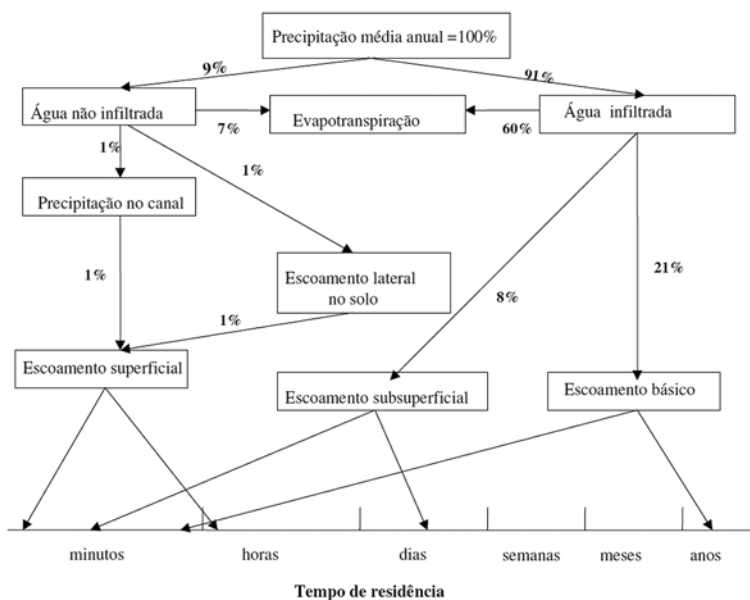 Precipitação média anual =100%
9%
91%
Água não infiltrada
7%
Evapotranspiração
60%
Água infiltrada
1%
1%
Precipitação no canal
1%
Escoamento lateral
no solo
8%
21%
1%
Escoamento superficial
Escoamento subsuperficial
Escoamento básico
minutos
horas
dias
semanas
meses
anos
Tempo de residência